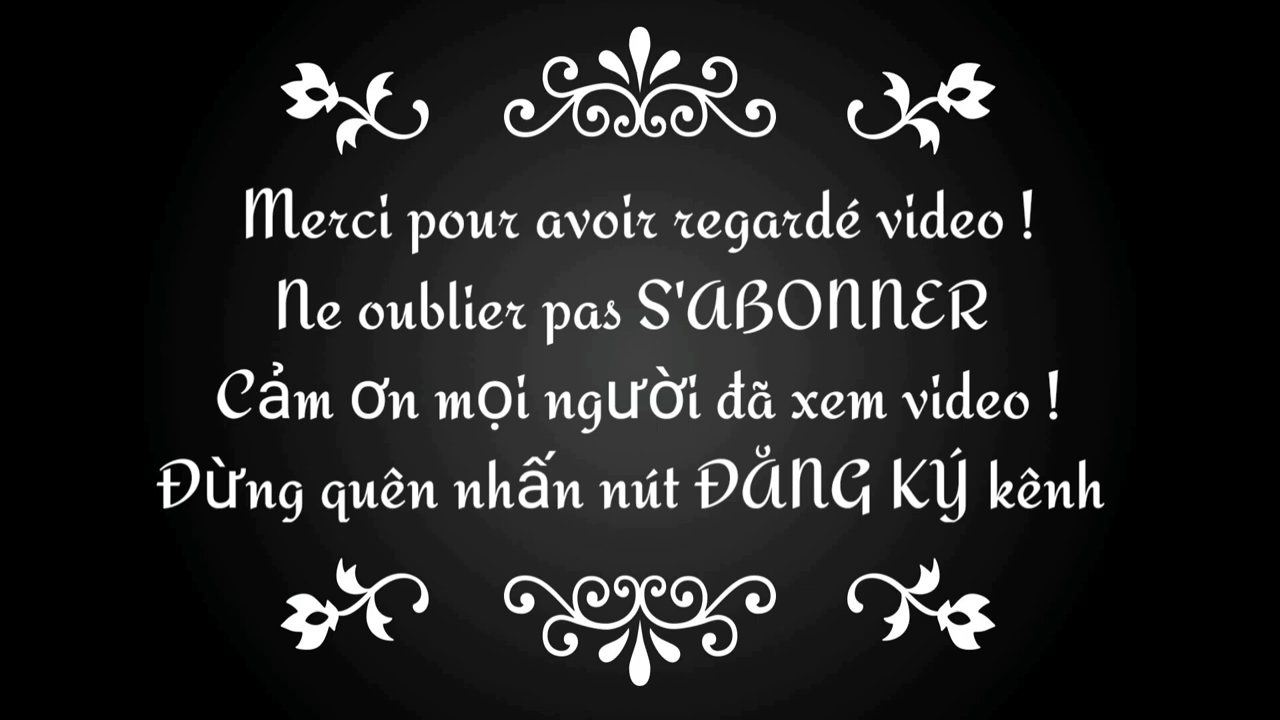 Merci pour avoir regardé video !
Ne oublier pas S'ABONNER
Cảm ơn mọi người đã xem video !
Đừng quên nhấn nút ĐĂNG KÝ kênh